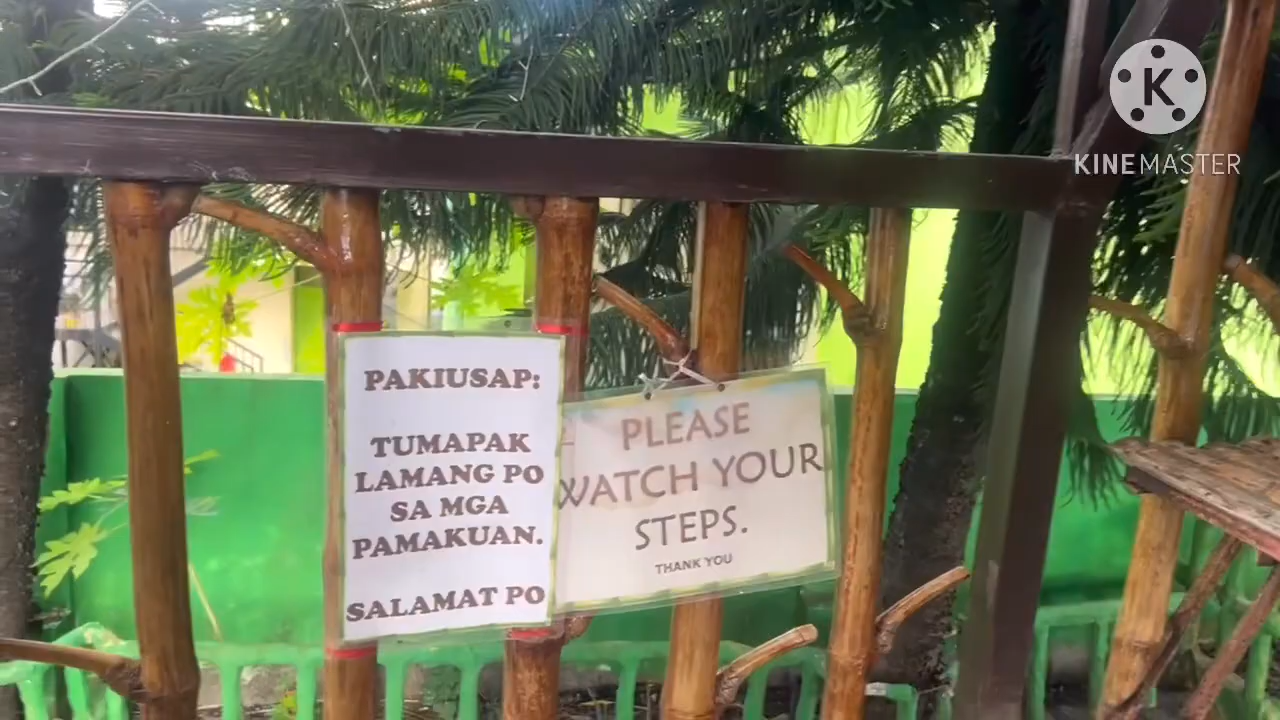 PAKIUSAP:
TUMAPAK
LAMANG PO
SA MGA
PAMAKUAN.
SALAMAT PO
PLEASE
WATCH YOUR
STEPS.
THANK YOU
K
KINEMASTER